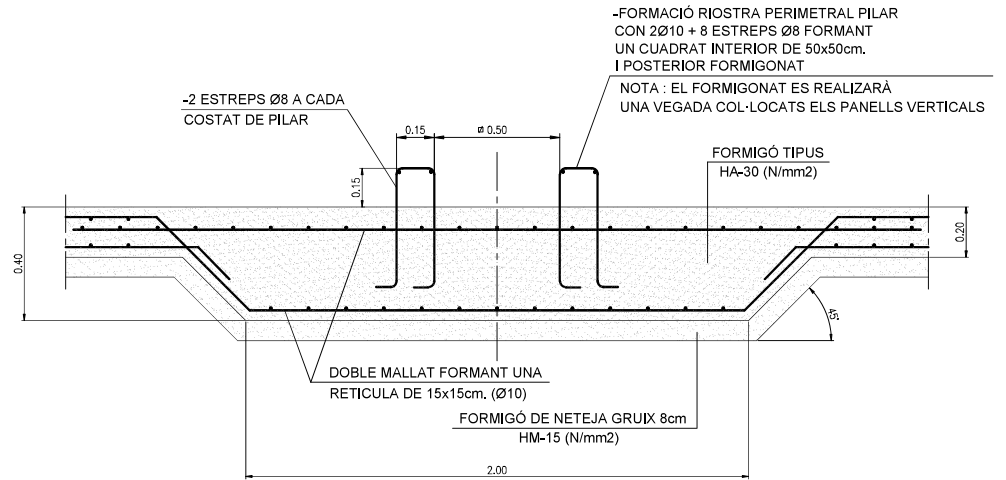 -FORMACIÓ RIOSTRA PERIMETRAL PILAR
CON 2Ø10 + 8 ESTREPS Ø8 FORMANT
UN CUADRAT INTERIOR DE 50x50cm.
I POSTERIOR FORMIGONAT
NOTA : EL FORMIGONAT ES REALIZARÀ
UNA VEGADA COL·LOCATS ELS PANELLS VERTICALS
-2 ESTREPS Ø8 A CADA
COSTAT DE PILAR
0.15
ø 0.50
FORMIGÓ TIPUS
HA-30 (N/mm2)
0.15
0.40
0.20
45°
DOBLE MALLAT FORMANT UNA
RETICULA DE 15x15cm. (Ø10)
FORMIGÓ DE NETEJA GRUIX 8cm
HM-15 (N/mm2)
2.00